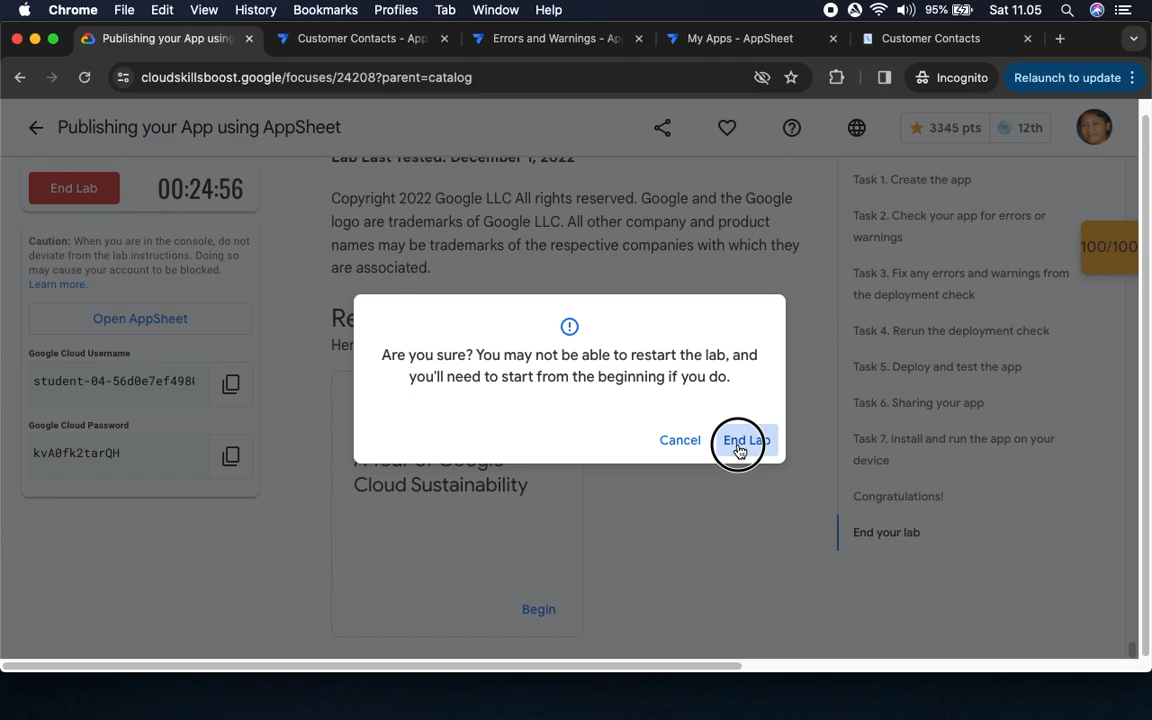 Chrome File Edit View History Bookmarks Profiles Tab Window Help 95% Sat 11.05
Publishing your App using
Customer Contacts - App
Errors and Warnings - Ap
My Apps - AppSheet
Customer Contacts
cloudskillsboost.google/focuses/24208?parent=catalog
Incognito
Relaunch to update
Publishing your App using AppSheet
3345 pts
12th
End Lab
00:24:56
Caution: When you are in the console, do not
deviate from the lab instructions. Doing so
may cause your account to be blocked.
Learn more.
Open AppSheet
Google Cloud Username
student-04-56d0e7ef498
Google Cloud Password
kvA0fk2tarQH
Lab Last Tested: December 1, 2022
Copyright 2022 Google LLC All rights reserved. Google and the Google
logo are trademarks of Google LLC. All other company and product
names may be trademarks of the respective companies with which they
are associated.
Are you sure? You may not be able to restart the lab, and
you'll need to start from the beginning if you do.
Cancel
End Lab
A Tour of Google
Cloud Sustainability
Begin
Task 1. Create the app
Task 2. Check your app for errors or
warnings
100/100
Task 3. Fix any errors and warnings from
the deployment check
Task 4. Rerun the deployment check
Task 5. Deploy and test the app
Task 6. Sharing your app
Task 7. Install and run the app on your
device
Congratulations!
End your lab